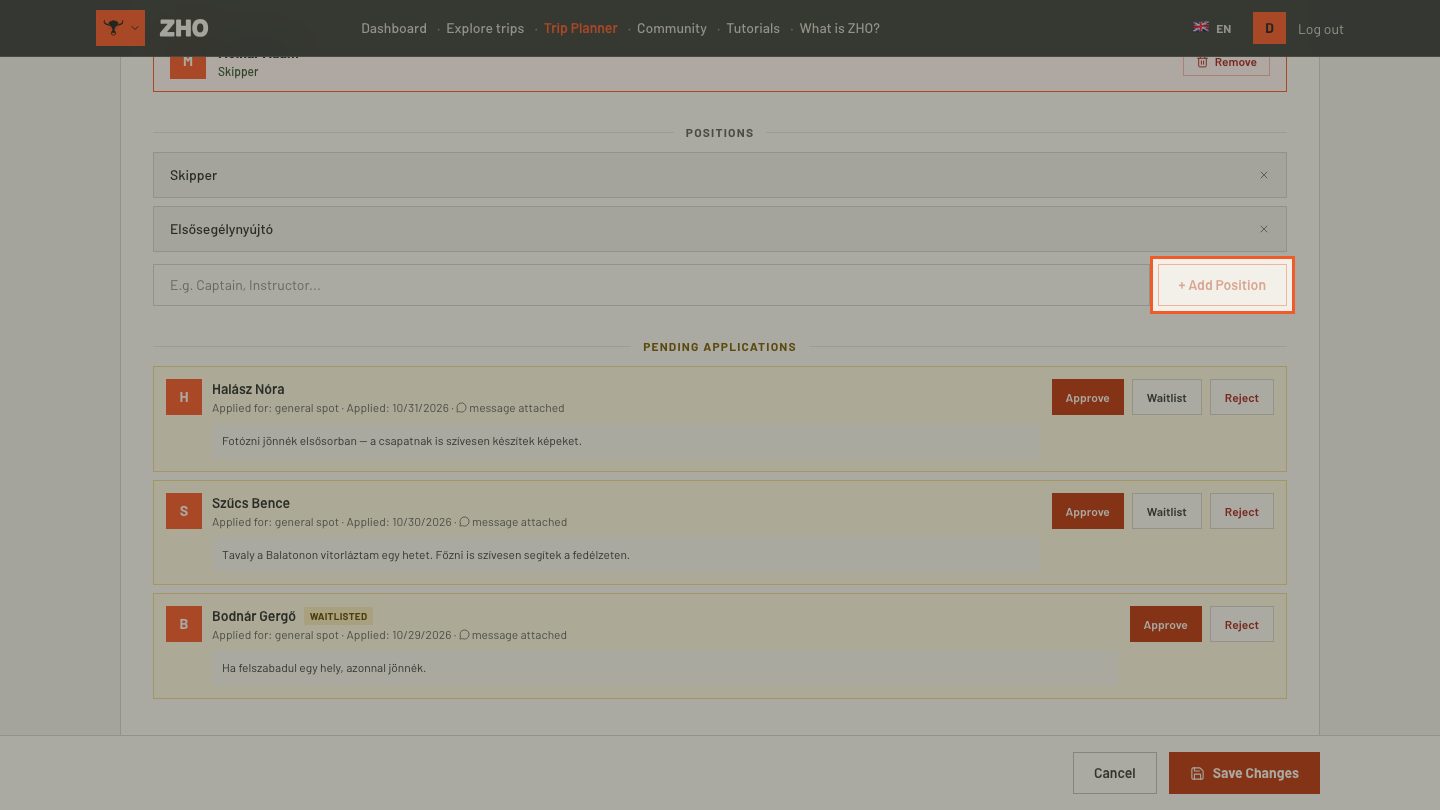 ZHO
Dashboard · Explore trips · Trip Planner · Community · Tutorials · What is ZHO?
EN
D
Log out
M
Skipper
Remove
POSITIONS
Skipper
Elsősegélynyújtó
E.g. Captain, Instructor...
+ Add Position
PENDING APPLICATIONS
H
Halász Nóra
Applied for: general spot · Applied: 10/31/2026 · message attached
Fotózni jönnék elsősorban — a csapatnak is szívesen készítek képeket.
Approve
Waitlist
Reject
S
Szűcs Bence
Applied for: general spot · Applied: 10/30/2026 · message attached
Tavaly a Balatonon vitorláztam egy hetet. Főzni is szívesen segítek a fedélzeten.
Approve
Waitlist
Reject
B
Bodnár Gergő WAITLISTED
Applied for: general spot · Applied: 10/29/2026 · message attached
Ha felszabadul egy hely, azonnal jönnék.
Approve
Reject
Cancel
Save Changes